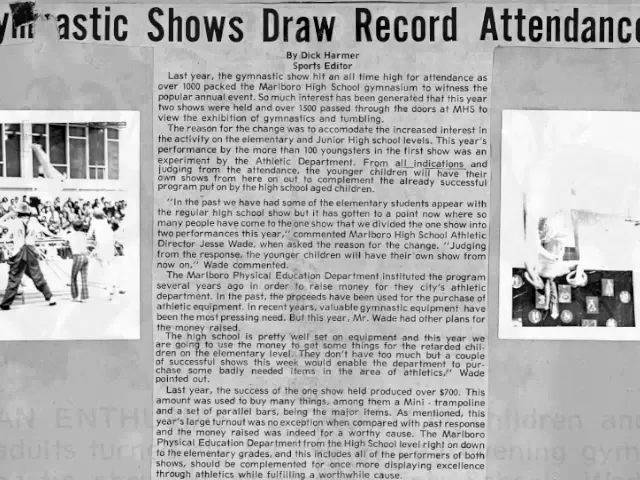 Gymnastic Shows Draw Record Attendance
By Dick Harmer
Sports Editor
Last year, the gymnastic show hit an all time high for attendance as
over 1000 packed the Marlboro High School gymnasium to witness the
popular annual event. So much interest has been generated that this year
two shows were held and over 1500 passed through the doors at MHS to
view the exhibition of gymnastics and tumbling.
The reason for the change was to accomodate the increased interest in
the activity on the elementary and Junior High school levels. This year's
performance by the more than 100 youngsters in the first show was an
experiment by the Athletic Department. From all indications and
judging from the attendance, the younger children will have their
own shows from here on out to complement the already successful
program put on by the high school aged children.
"In the past we have had some of the elementary students appear with
the regular high school show but it has gotten to a point now where so
many people have come to the one show that we divided the one show into
two performances this year," commented Marlboro High School Athletic
Director Jesse Wade, when asked the reason for the change. "Judging
from the response, the younger children will have their own show from
now on," Wade commented.
The Marlboro Physical Education Department instituted the program
several years ago in order to raise money for they city's athletic
department. In the past, the proceeds have been used for the purchase of
athletic equipment. In recent years, valuable gymnastic equipment have
been the most pressing need. But this year, Mr. Wade had other plans for
the money raised.
The high school is pretty well set on equipment and this year we
are going to use the money to get some things for the retarded chil-
dren on the elementary level. They don't have too much but a couple
of successful shows this week would enable the department to pur-
chase some badly needed items in the area of athletics," Wade
pointed out.
Last year, the success of the one show held produced over $700. This
amount was used to buy many things, among them a Mini - trampoline
and a set of parallel bars, being the major items. As mentioned, this
year's large turnout was no exception when compared with past response
and the money raised was indeed for a worthy cause. The Marlboro
Physical Education Department from the High School level right on down
to the elementary grades, and this includes all of the performers of both
shows, should be complemented for once more displaying excellence
through athletics while fulfilling a worthwhile cause.
AN ENTHU children and
adults turne ening gym